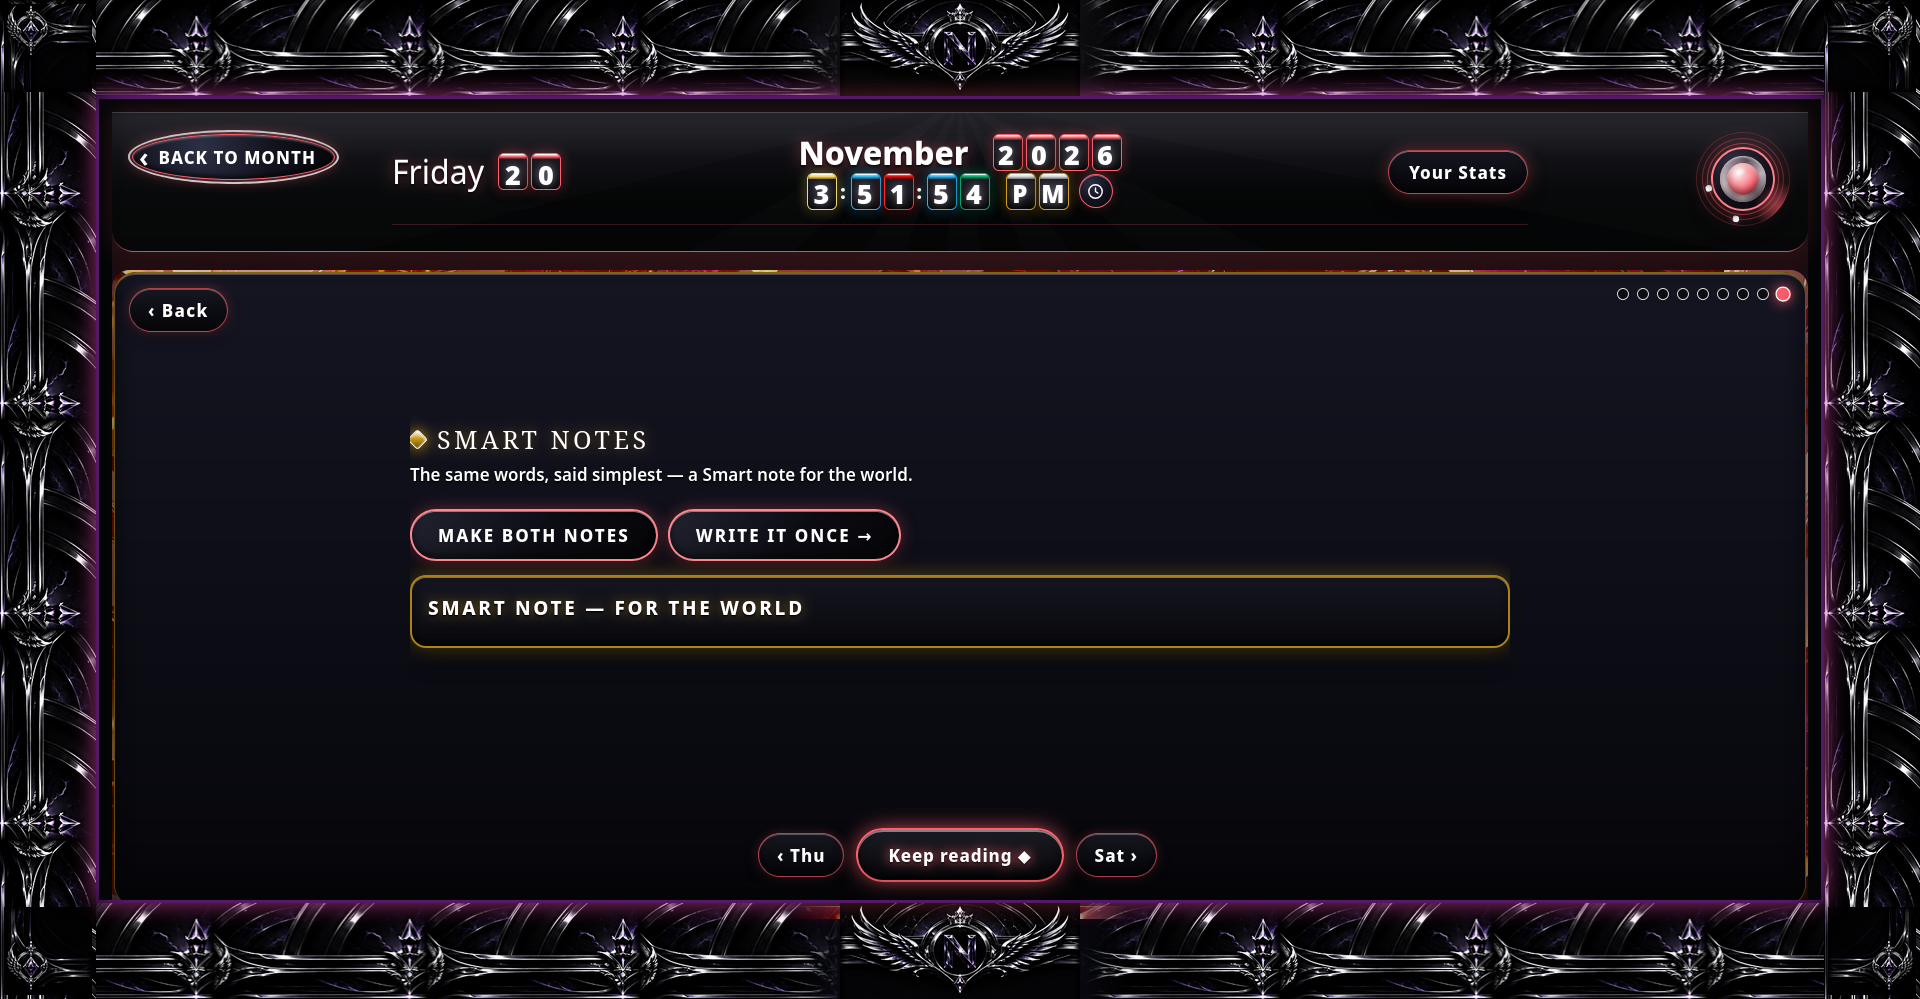 N
‹ BACK TO MONTH
Friday 20
November 2026
3:51:54 PM
Your Stats
‹ Back
SMART NOTES
The same words, said simplest — a Smart note for the world.
MAKE BOTH NOTES
WRITE IT ONCE →
SMART NOTE — FOR THE WORLD
‹ Thu
Keep reading ◆
Sat ›
N